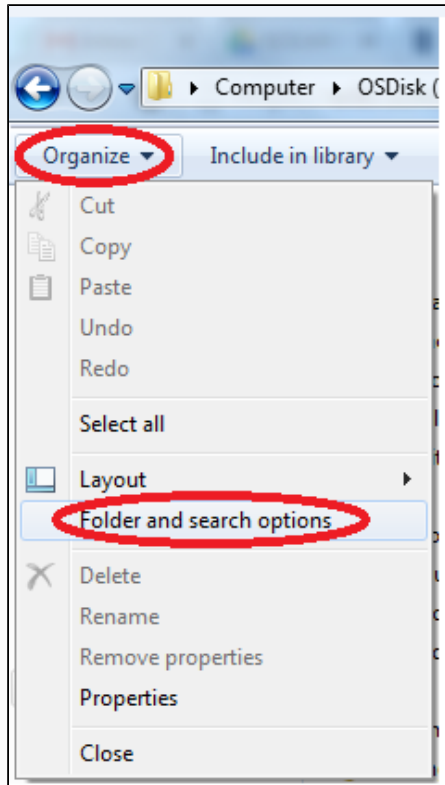 Computer OSDisk (
Organize Include in library
Cut
Copy
Paste
Undo
Redo
Select all
Layout
Folder and search options
Delete
Rename
Remove properties
Properties
Close